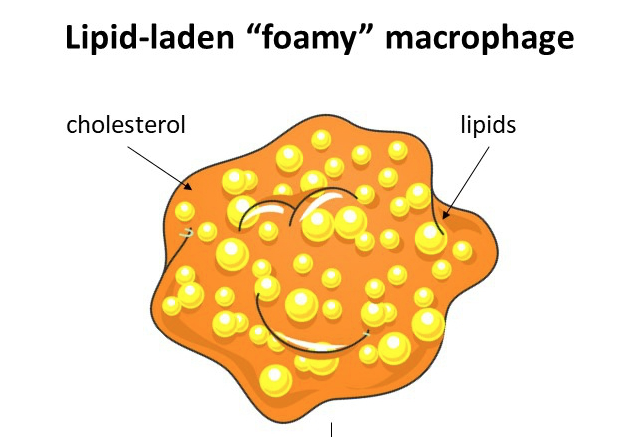 Lipid-laden “foamy” macrophage
cholesterol
lipids